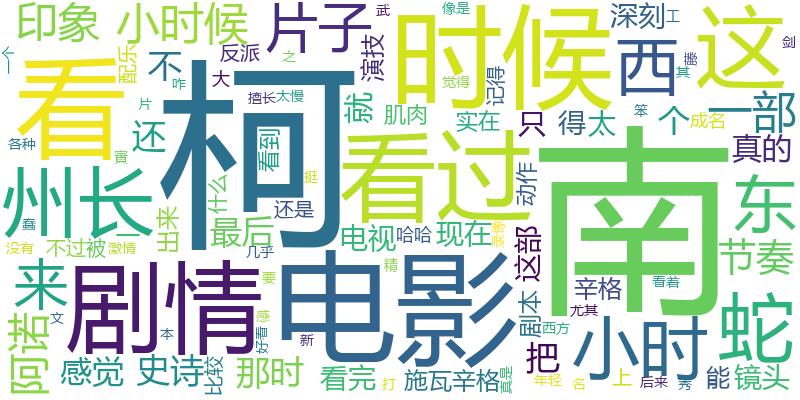 印象 小时候 片子 时候 深刻 工 这
武 像是 剑
个 看 配乐 反派 演技 西
不 大 之 觉得 记得 其
咋 片 擅长 太慢 就 肌肉 实在 只 得 太 个 成名 一部
各种 寅 还 柯 看到 看过 笨 真的
州长 什么 挺 动作 南 东
一 出来 还是
没有 不过 被 激情 最后 电视 哈哈 现在 录像 这部 节奏
来 剧情 几乎 电影 精 辛格 看着 蛇
要 剧本 尤其
文 本 感 好看 新 西方 小时
阿诺 感觉 史诗 比较 那时 看完 打 施瓦辛格 真是 把 年轻 名 上 后来 秀 能 镜头